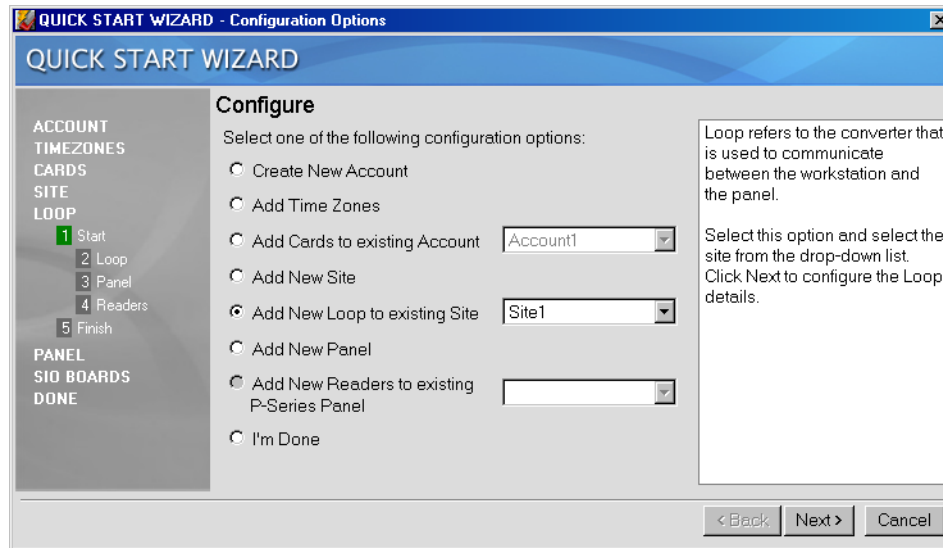 QUICK START WIZARD - Configuration Options
QUICK START WIZARD
ACCOUNT
TIMEZONES
CARDS
SITE
LOOP
1 Start
2 Loop
3 Panel
4 Readers
5 Finish
PANEL
SIO BOARDS
DONE
Configure
Select one of the following configuration options:
Create New Account
Add Time Zones
Add Cards to existing Account Account1
Add New Site
Add New Loop to existing Site Site1
Add New Panel
Add New Readers to existing
P-Series Panel
I'm Done
Loop refers to the converter that
is used to communicate
between the workstation and
the panel.
Select this option and select the
site from the drop-down list.
Click Next to configure the Loop
details.
< Back Next > Cancel